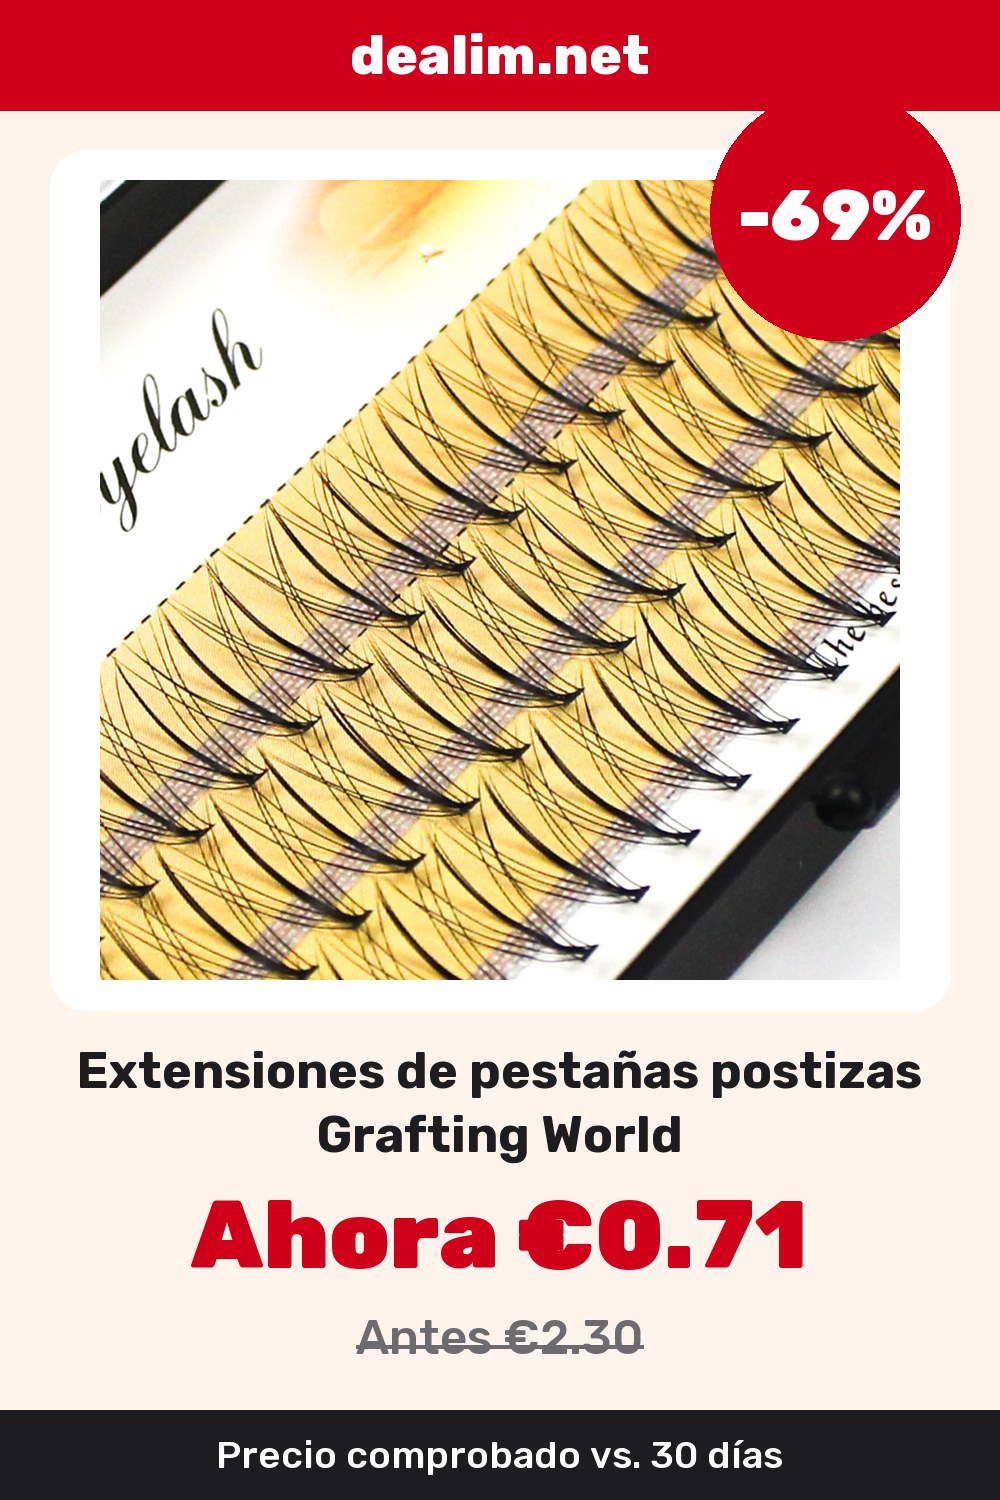 dealim.net
-69%
yelash
Extensiones de pestañas postizas
Grafting World
Ahora €0.71
Antes €2.30
Precio comprobado vs. 30 días